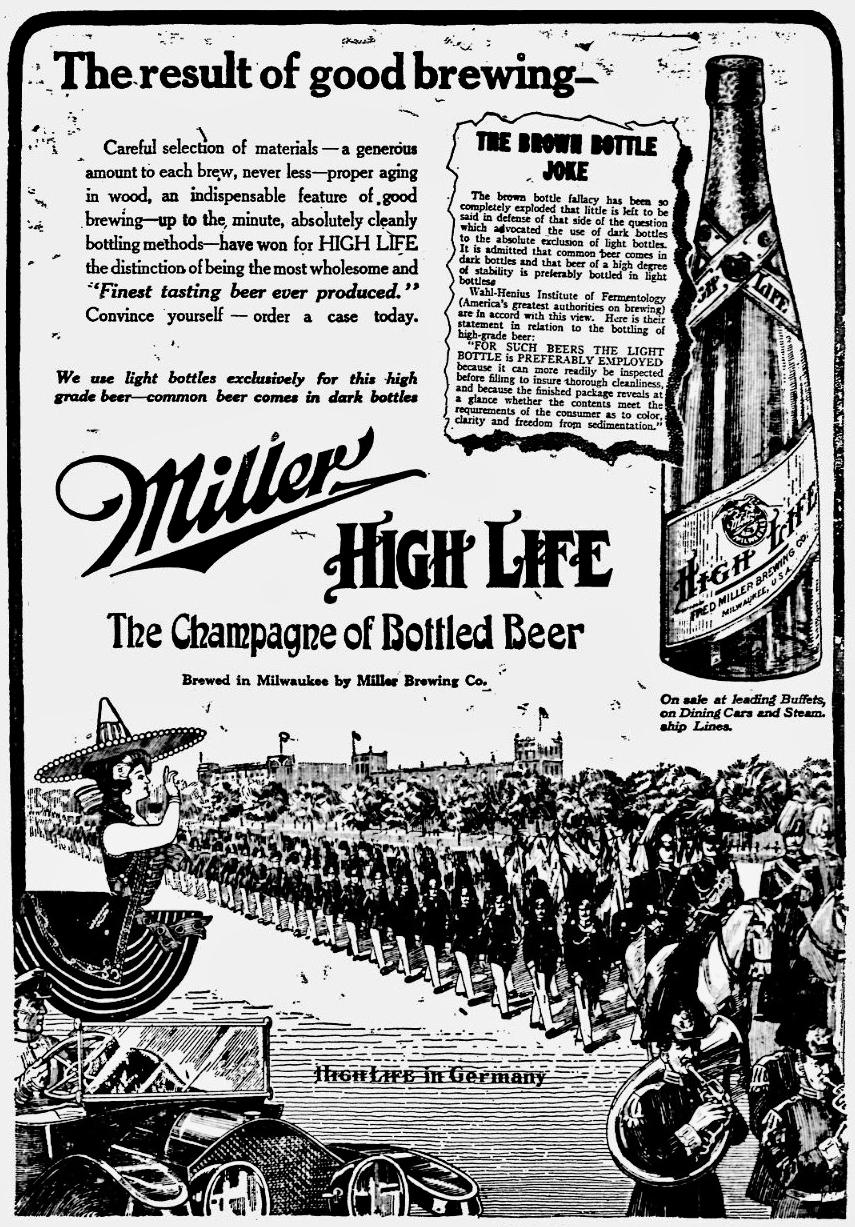 The result of good brewing—
Careful selection of materials — a generous
amount to each brew, never less—proper aging
in wood, an indispensable feature of good
brewing—up to the minute, absolutely cleanly
bottling methods—have won for HIGH LIFE
the distinction of being the most wholesome and
"Finest tasting beer ever produced."
Convince yourself — order a case today.
We use light bottles exclusively for this high
grade beer—common beer comes in dark bottles
THE BROWN BOTTLE
JOKE
The brown bottle fallacy has been so
completely exploded that little is left to be
said in defense of that side of the question
which advocated the use of dark bottles
to the absolute exclusion of light bottles.
It is admitted that common beer comes in
dark bottles and that beer of a high degree
of stability is preferably bottled in light
bottles
Wahl-Henius Institute of Fermentology
(America's greatest authorities on brewing)
are in accord with this view. Here is their
statement in relation to the bottling of
high-grade beer:
"FOR SUCH BEERS THE LIGHT
BOTTLE is PREFERABLY EMPLOYED
because it can more readily be inspected
before filling to insure thorough cleanliness,
and because the finished package reveals at
a glance whether the contents meet the
requirements of the consumer as to color,
clarity and freedom from sedimentation."
GH LIFE
HIGH LIFE
FRED MILLER BREWING CO.
MILWAUKEE, U.S.A.
Miller
HIGH LIFE
The Champagne of Bottled Beer
Brewed in Milwaukee by Miller Brewing Co.
On sale at leading Buffets,
on Dining Cars and Steam-
ship Lines.
HIGH LIFE in Germany